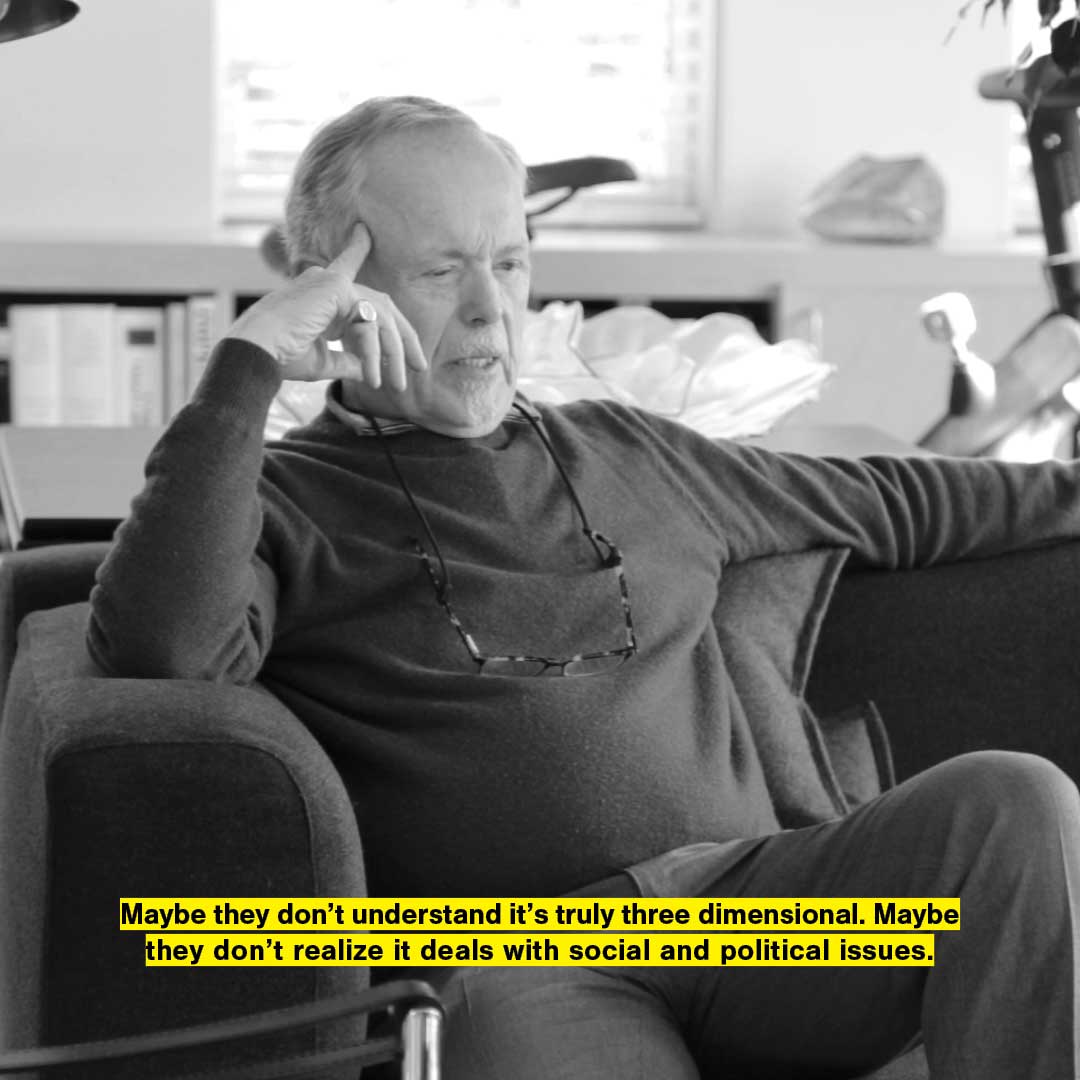 Maybe they don’t understand it’s truly three dimensional. Maybe
they don’t realize it deals with social and political issues.